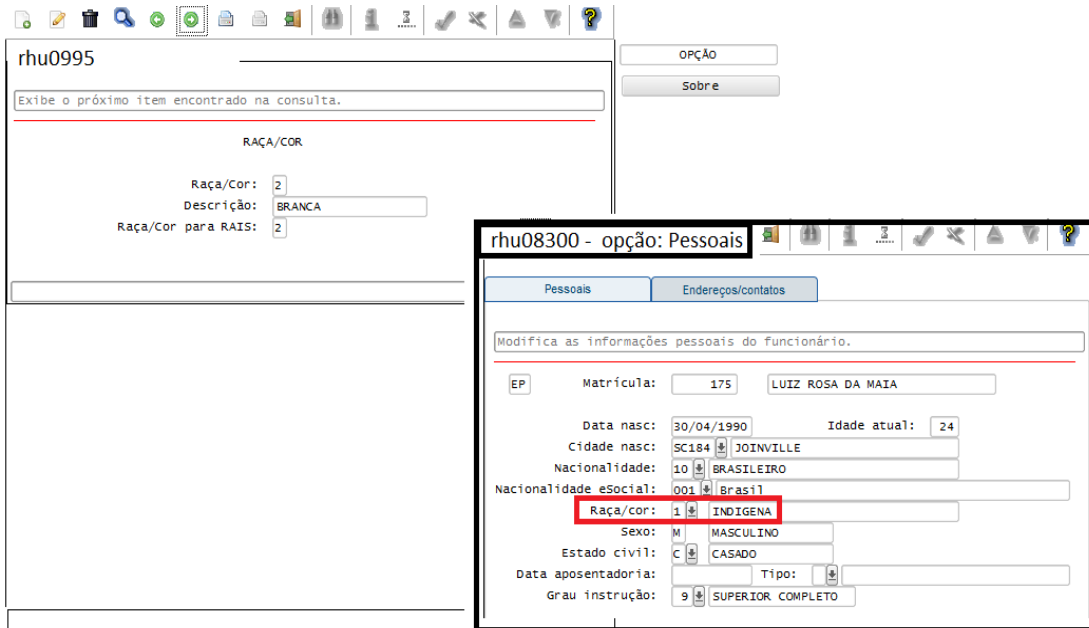 rhu0995
OPÇÃO
Sobre
Exibe o próximo item encontrado na consulta.
RAÇA/COR
Raça/Cor: 2
Descrição: BRANCA
Raça/Cor para RAIS: 2
rhu08300 - opção: Pessoais
Pessoais Endereços/contatos
Modifica as informações pessoais do funcionário.
EP Matrícula: 175 LUIZ ROSA DA MAIA
Data nasc: 30/04/1990 Idade atual: 24
Cidade nasc: SC184 JOINVILLE
Nacionalidade: 10 BRASILEIRO
Nacionalidade eSocial: 001 Brasil
Raça/cor: 1 INDIGENA
Sexo: M MASCULINO
Estado civil: C CASADO
Data aposentadoria: Tipo:
Grau instrução: 9 SUPERIOR COMPLETO